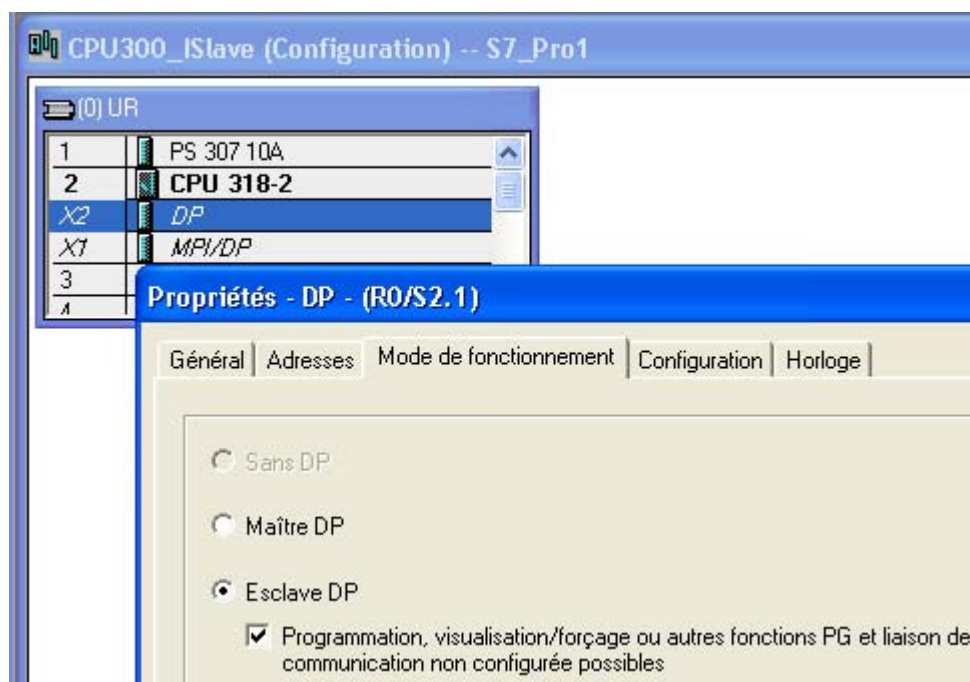 CPU300_ISlave (Configuration) -- S7_Pro1
(0) UR
1 PS 307 10A
2 CPU 318-2
X2 DP
X1 MPI/DP
3
4
Propriétés - DP - (R0/S2.1)
Général Adresses Mode de fonctionnement Configuration Horloge
Sans DP
Maître DP
Esclave DP
Programmation, visualisation/forçage ou autres fonctions PG et liaison de
communication non configurée possibles